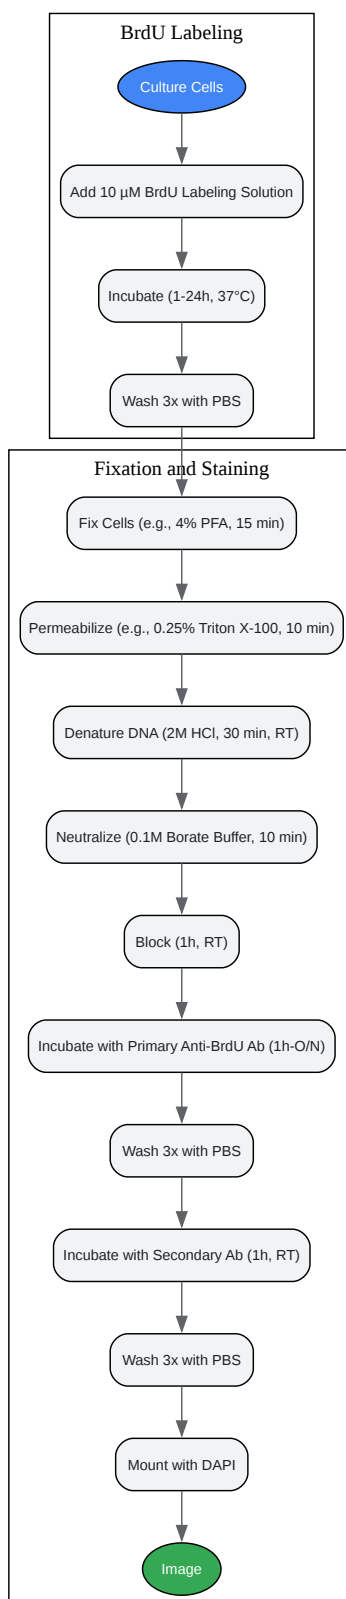 BrdU Labeling
Culture Cells
Add 10 µM BrdU Labeling Solution
Incubate (1-24h, 37°C)
Wash 3x with PBS
Fixation and Staining
Fix Cells (e.g., 4% PFA, 15 min)
Permeabilize (e.g., 0.25% Triton X-100, 10 min)
Denature DNA (2M HCl, 30 min, RT)
Neutralize (0.1M Borate Buffer, 10 min)
Block (1h, RT)
Incubate with Primary Anti-BrdU Ab (1h-O/N)
Wash 3x with PBS
Incubate with Secondary Ab (1h, RT)
Wash 3x with PBS
Mount with DAPI
Image